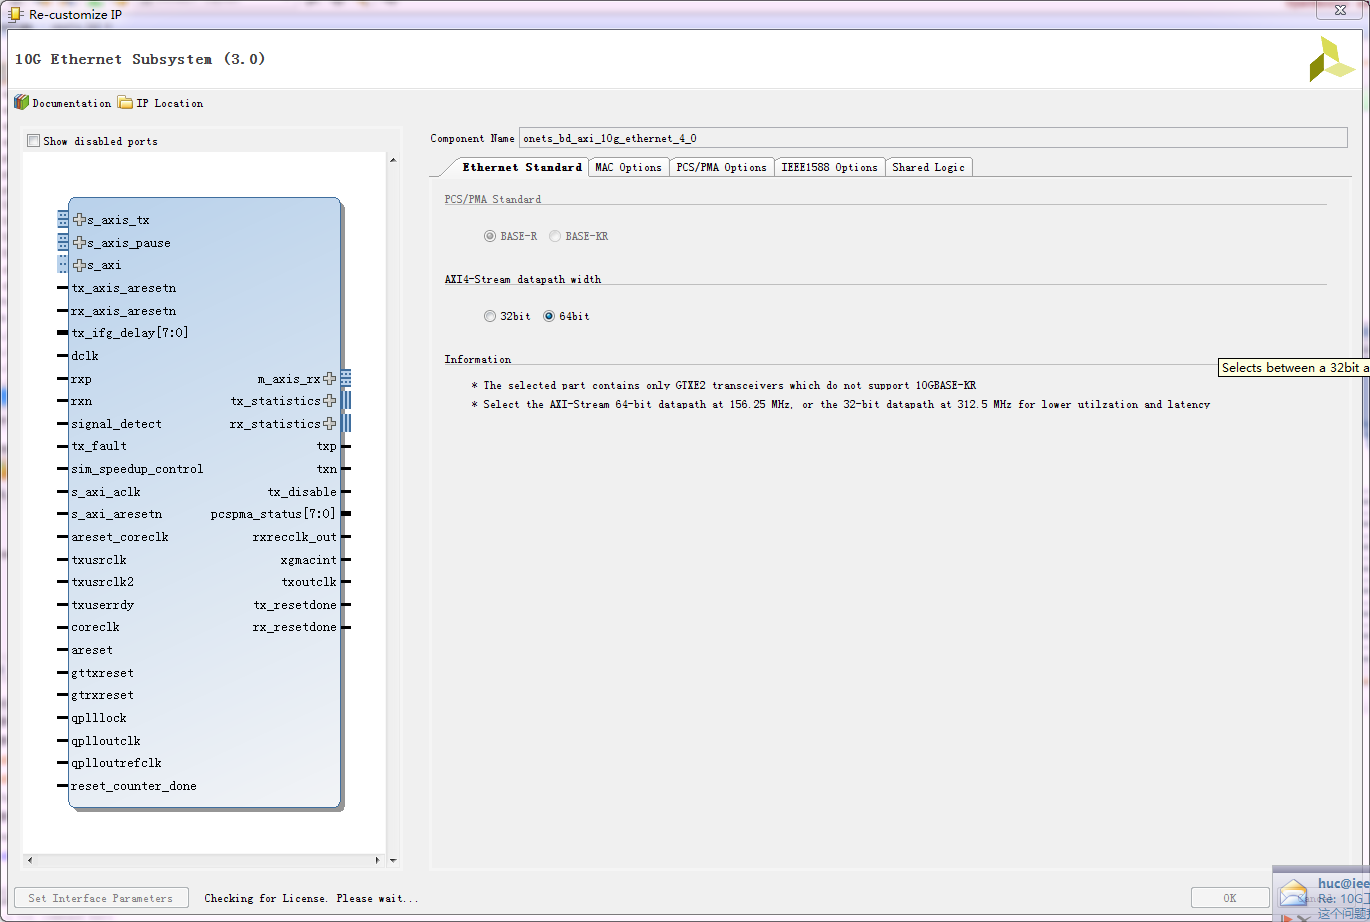 Re-customize IP
10G Ethernet Subsystem (3.0)
Documentation IP Location
Show disabled ports
s_axis_tx
s_axis_pause
s_axi
tx_axis_aresetn
rx_axis_aresetn
tx_ifg_delay[7:0]
dclk
rxp
rxn
signal_detect
tx_fault
sim_speedup_control
s_axi_aclk
s_axi_aresetn
areset_coreclk
txusrclk
txusrclk2
txuserrdy
coreclk
areset
gttxreset
gtrxreset
qplllock
qplloutclk
qplloutrefclk
reset_counter_done
m_axis_rx
tx_statistics
rx_statistics
txp
txn
tx_disable
pcspma_status[7:0]
rxrecclk_out
xgmacint
txoutclk
tx_resetdone
rx_resetdone
Component Name onets_bd_axi_10g_ethernet_4_0
Ethernet Standard MAC Options PCS/PMA Options IEEE1588 Options Shared Logic
PCS/PMA Standard
BASE-R BASE-KR
AXI4-Stream datapath width
32bit 64bit
Information
* The selected part contains only GTXE2 transceivers which do not support 10GBASE-KR
* Select the AXI-Stream 64-bit datapath at 156.25 MHz, or the 32-bit datapath at 312.5 MHz for lower utilzation and latency
Selects between a 32bit a
Set Interface Parameters Checking for License. Please wait...
OK
huc@iee
Re: 10G
这个问题